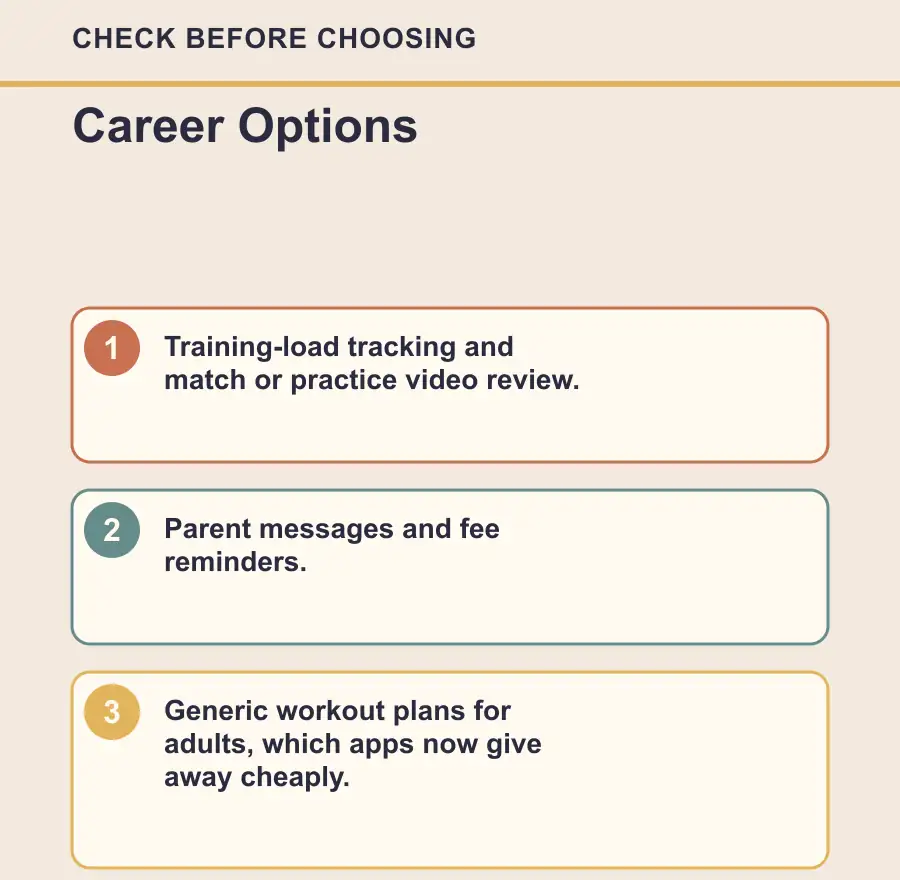 CHECK BEFORE CHOOSING
Career Options
1
Training-load tracking and
match or practice video review.
2
Parent messages and fee
reminders.
3
Generic workout plans for
adults, which apps now give
away cheaply.